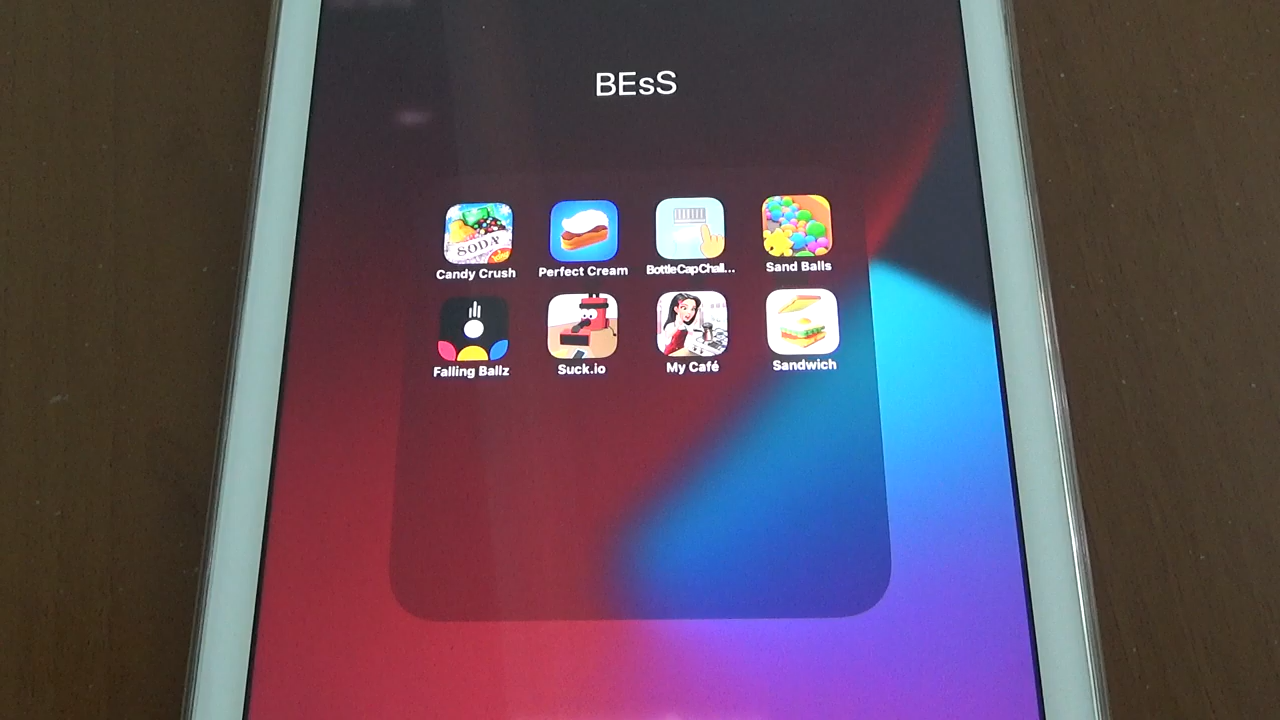 BEsS
SODA
Candy Crush
Perfect Cream
BottleCapChall...
Sand Balls
Falling Ballz
Suck.io
My Café
Sandwich